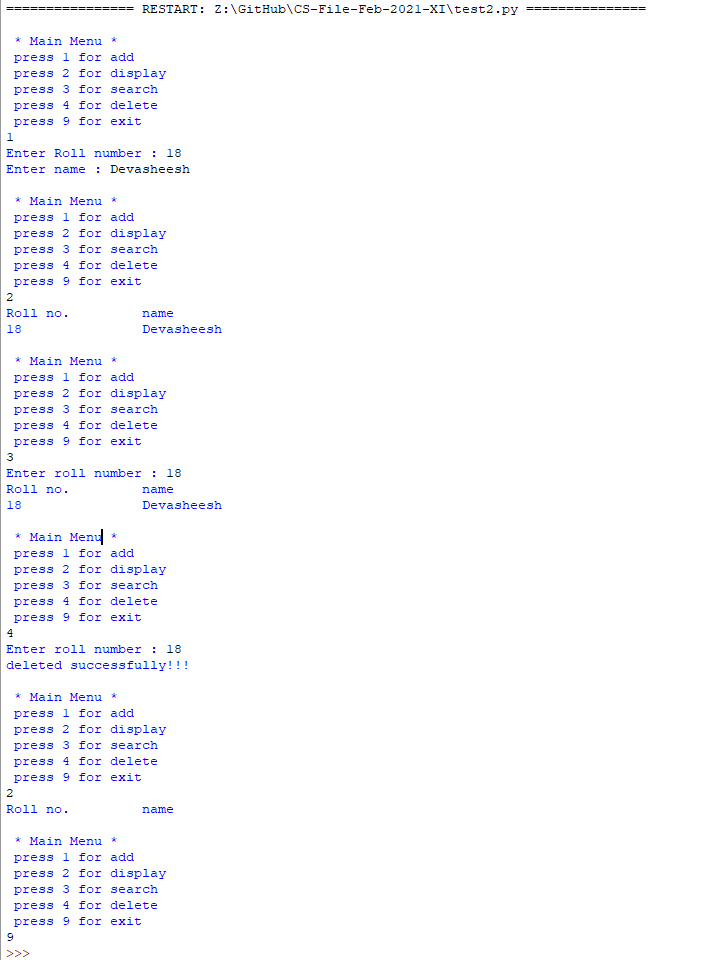 ================ RESTART: Z:\GitHub\CS-File-Feb-2021-XI\test2.py ===============
* Main Menu *
press 1 for add
press 2 for display
press 3 for search
press 4 for delete
press 9 for exit
1
Enter Roll number : 18
Enter name : Devasheesh
* Main Menu *
press 1 for add
press 2 for display
press 3 for search
press 4 for delete
press 9 for exit
2
Roll no. name
18 Devasheesh
* Main Menu *
press 1 for add
press 2 for display
press 3 for search
press 4 for delete
press 9 for exit
3
Enter roll number : 18
Roll no. name
18 Devasheesh
* Main Menu *
press 1 for add
press 2 for display
press 3 for search
press 4 for delete
press 9 for exit
4
Enter roll number : 18
deleted successfully!!!
* Main Menu *
press 1 for add
press 2 for display
press 3 for search
press 4 for delete
press 9 for exit
2
Roll no. name
* Main Menu *
press 1 for add
press 2 for display
press 3 for search
press 4 for delete
press 9 for exit
9
>>>